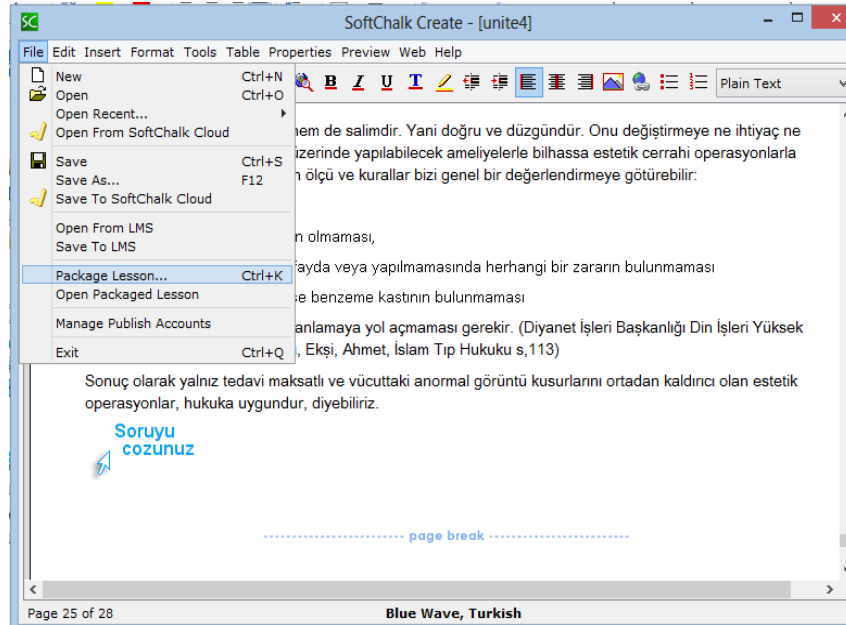 SC SoftChalk Create - [unite4]
File Edit Insert Format Tools Table Properties Preview Web Help
New Ctrl+N
Open Ctrl+O
Open Recent...
Open From SoftChalk Cloud
Save Ctrl+S
Save As... F12
Save To SoftChalk Cloud
Open From LMS
Save To LMS
Package Lesson... Ctrl+K
Open Packaged Lesson
Manage Publish Accounts
Exit Ctrl+Q
B I U T Plain Text
hem de salimdir. Yani doğru ve düzgündür. Onu değiştirmeye ne ihtiyaç ne
üzerinde yapılabilecek ameliyelerle bilhassa estetik cerrahi operasyonlarla
ölçü ve kurallar bizi genel bir değerlendirmeye götürebilir:
olmaması,
fayda veya yapılmamasında herhangi bir zararın bulunmaması
benzeme kastının bulunmaması
anlamaya yol açmaması gerekir. (Diyanet İşleri Başkanlığı Din İşleri Yüksek
, Ekşi, Ahmet, İslam Tıp Hukuku s,113)
Sonuç olarak yalnız tedavi maksatlı ve vücuttaki anormal görüntü kusurlarını ortadan kaldırıcı olan estetik
operasyonlar, hukuka uygundur, diyebiliriz.
Soruyu
cozunuz
page break
Page 25 of 28 Blue Wave, Turkish